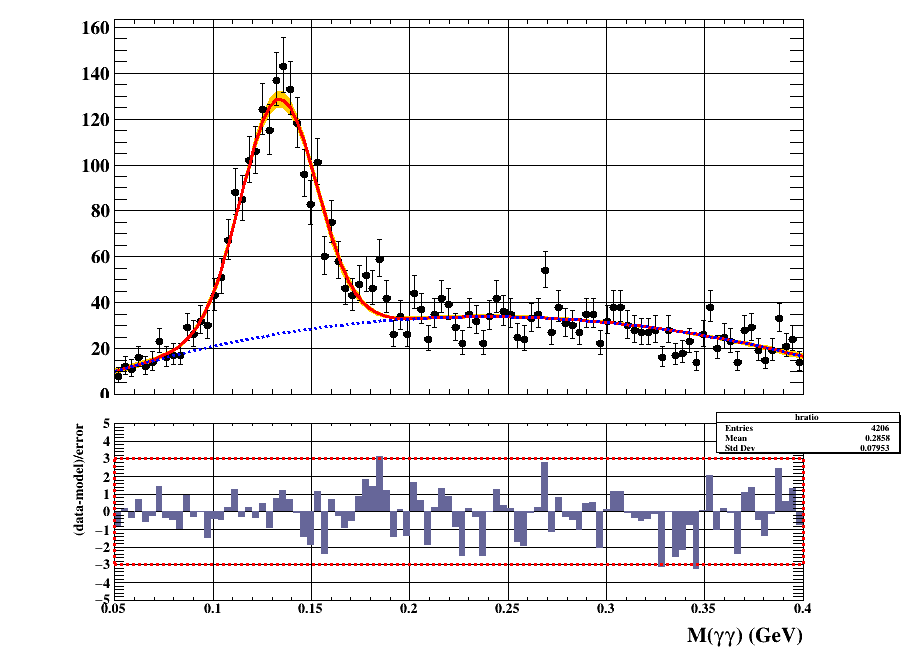 160
140
120
100
80
60
40
20
0
hratio
Entries 4206
Mean 0.2858
Std Dev 0.07953
(data-model)/error
5
4
3
2
1
0
−1
−2
−3
−4
−5
0.05 0.1 0.15 0.2 0.25 0.3 0.35 0.4
M(γγ) (GeV)